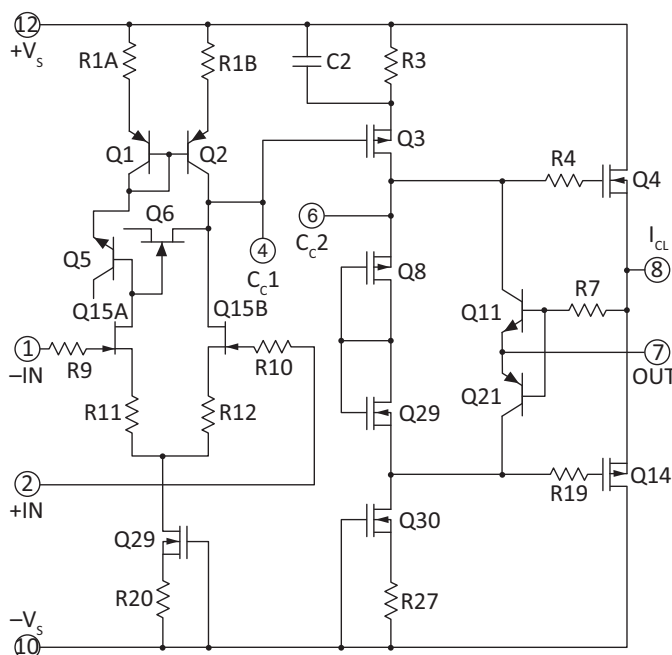 12
+Vs
R1A
R1B
C2
R3
Q1
Q2
Q3
Q6
R4
Q4
6
Q5
4
Cc2
ICL
8
Cc1
Q8
Q15A
Q15B
Q11
R7
1
–IN
R9
R10
7
OUT
R11
R12
Q29
Q21
2
+IN
R19
Q14
Q29
Q30
R20
R27
–Vs
10